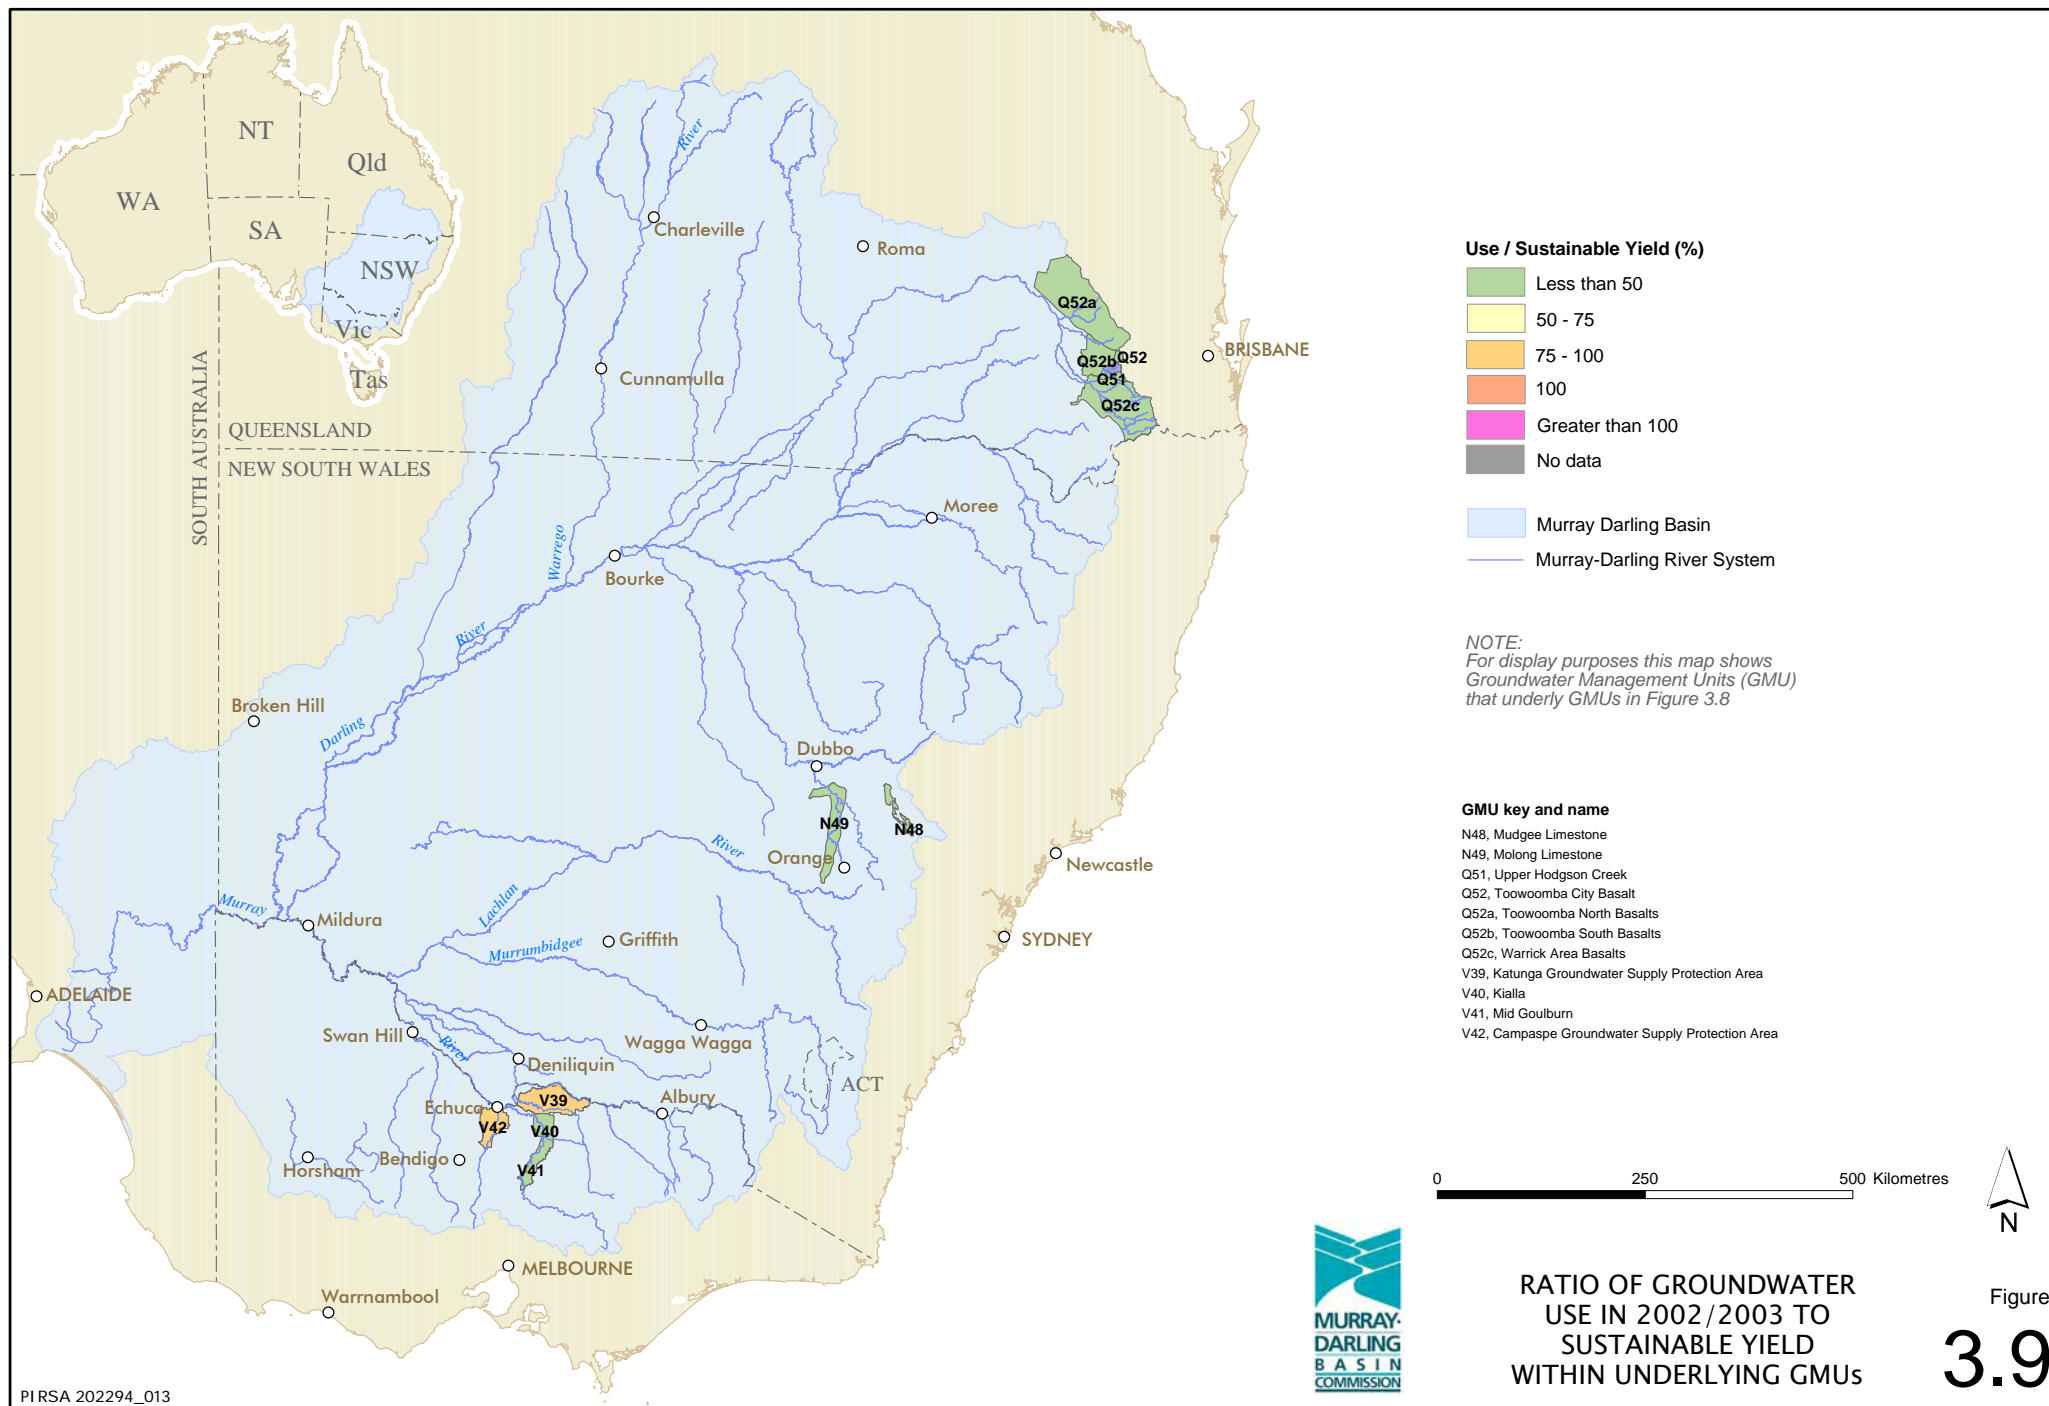 NT
Qld
WA
SA
NSW
Vic
Tas
River
Charleville
Roma
Q52a
Q52b
Q52
Q51
Q52c
BRISBANE
Cunnamulla
SOUTH AUSTRALIA
QUEENSLAND
NEW SOUTH WALES
Moree
Warrego
Bourke
River
Broken Hill
Darling
Dubbo
N49
N48
River
Orange
Newcastle
Lachlan
Murray
Mildura
Griffith
Murrumbidgee
SYDNEY
ADELAIDE
Swan Hill
River
Wagga Wagga
Deniliquin
ACT
Echuca
V39
Albury
V42
V40
Bendigo
V41
Horsham
MELBOURNE
Warrnambool
PIRSA 202294_013
Use / Sustainable Yield (%)
Less than 50
50 - 75
75 - 100
100
Greater than 100
No data
Murray Darling Basin
Murray-Darling River System
NOTE:
For display purposes this map shows
Groundwater Management Units (GMU)
that underly GMUs in Figure 3.8
GMU key and name
N48, Mudgee Limestone
N49, Molong Limestone
Q51, Upper Hodgson Creek
Q52, Toowoomba City Basalt
Q52a, Toowoomba North Basalts
Q52b, Toowoomba South Basalts
Q52c, Warrick Area Basalts
V39, Katunga Groundwater Supply Protection Area
V40, Kialla
V41, Mid Goulburn
V42, Campaspe Groundwater Supply Protection Area
0 250 500 Kilometres
N
MURRAY-
DARLING
BASIN
COMMISSION
RATIO OF GROUNDWATER
USE IN 2002/2003 TO
SUSTAINABLE YIELD
WITHIN UNDERLYING GMUs
Figure
3.9